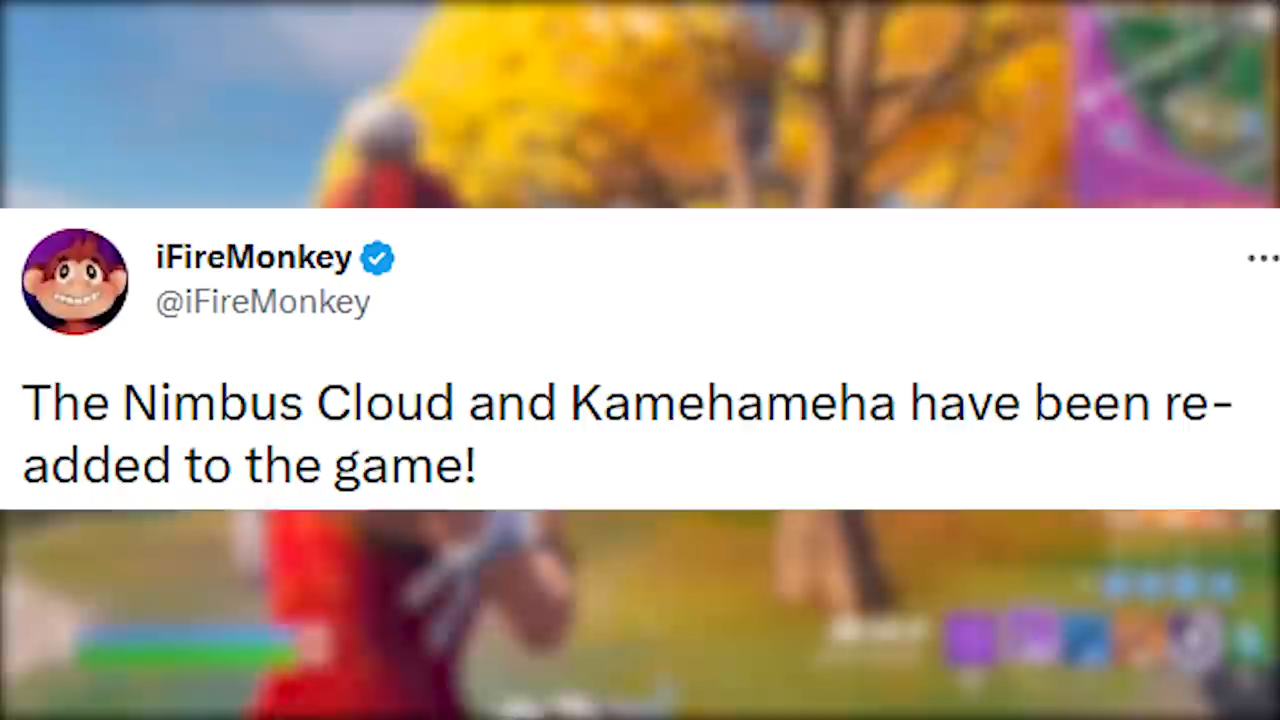 iFireMonkey
@iFireMonkey
The Nimbus Cloud and Kamehameha have been re-
added to the game!